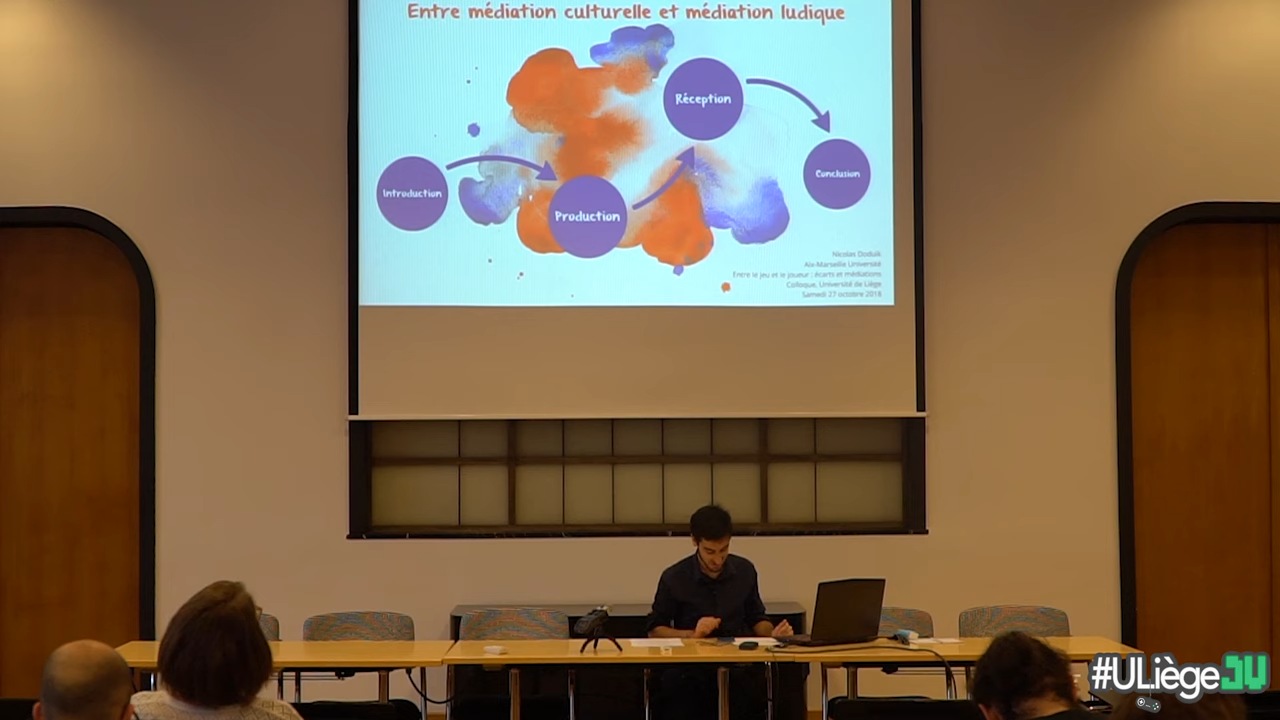 Entre médiation culturelle et médiation ludique
Réception
Introduction
Conclusion
Production
Nicolas Doduik
Aix-Marseille Université
Entre le jeu et le joueur : écarts et médiations
Colloque, Université de Liège
Samedi 27 octobre 2018
#ULiègeJV